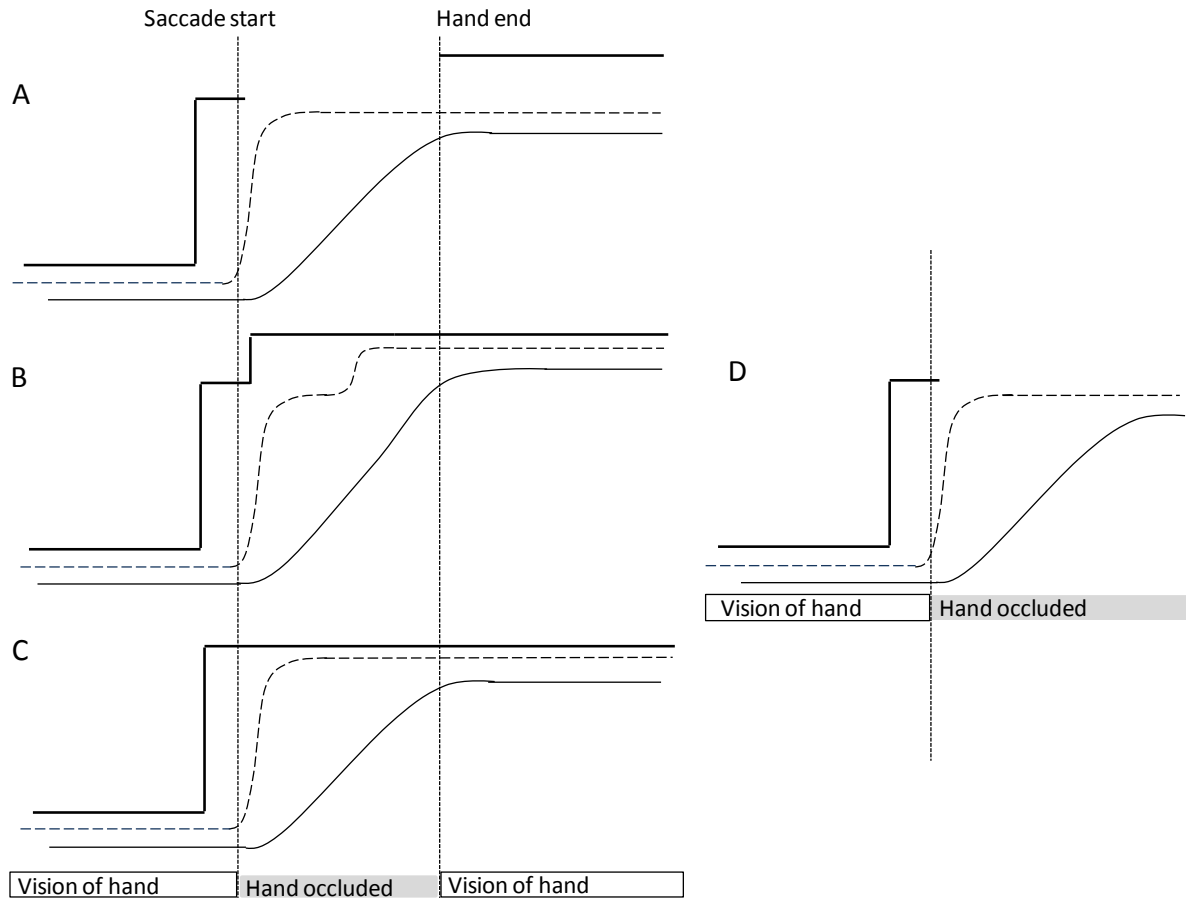 Saccade start
Hand end
A
B
D
Vision of hand
Hand occluded
C
Vision of hand
Hand occluded
Vision of hand